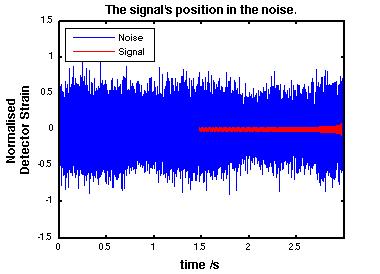 The signal's position in the noise.
1.5
Noise
Signal
1
0.5
0
-0.5
-1
-1.5
Normalised
Detector Strain
0 0.5 1 1.5 2 2.5
time /s